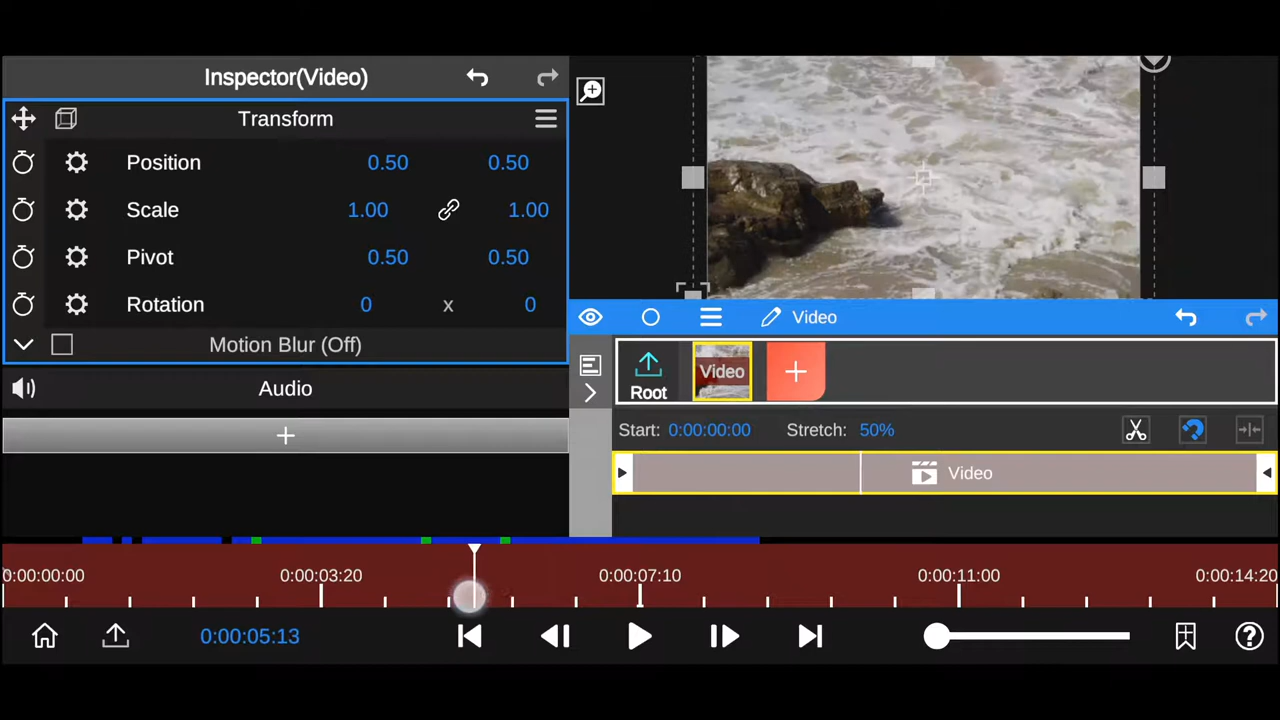 Inspector(Video)
Transform
Position 0.50 0.50
Scale 1.00 1.00
Pivot 0.50 0.50
Rotation 0 x 0
Motion Blur (Off)
Audio
Video
Root Video
Start: 0:00:00:00 Stretch: 50%
Video
0:00:00:00 0:00:03:20 0:00:07:10 0:00:11:00 0:00:14:20
0:00:05:13